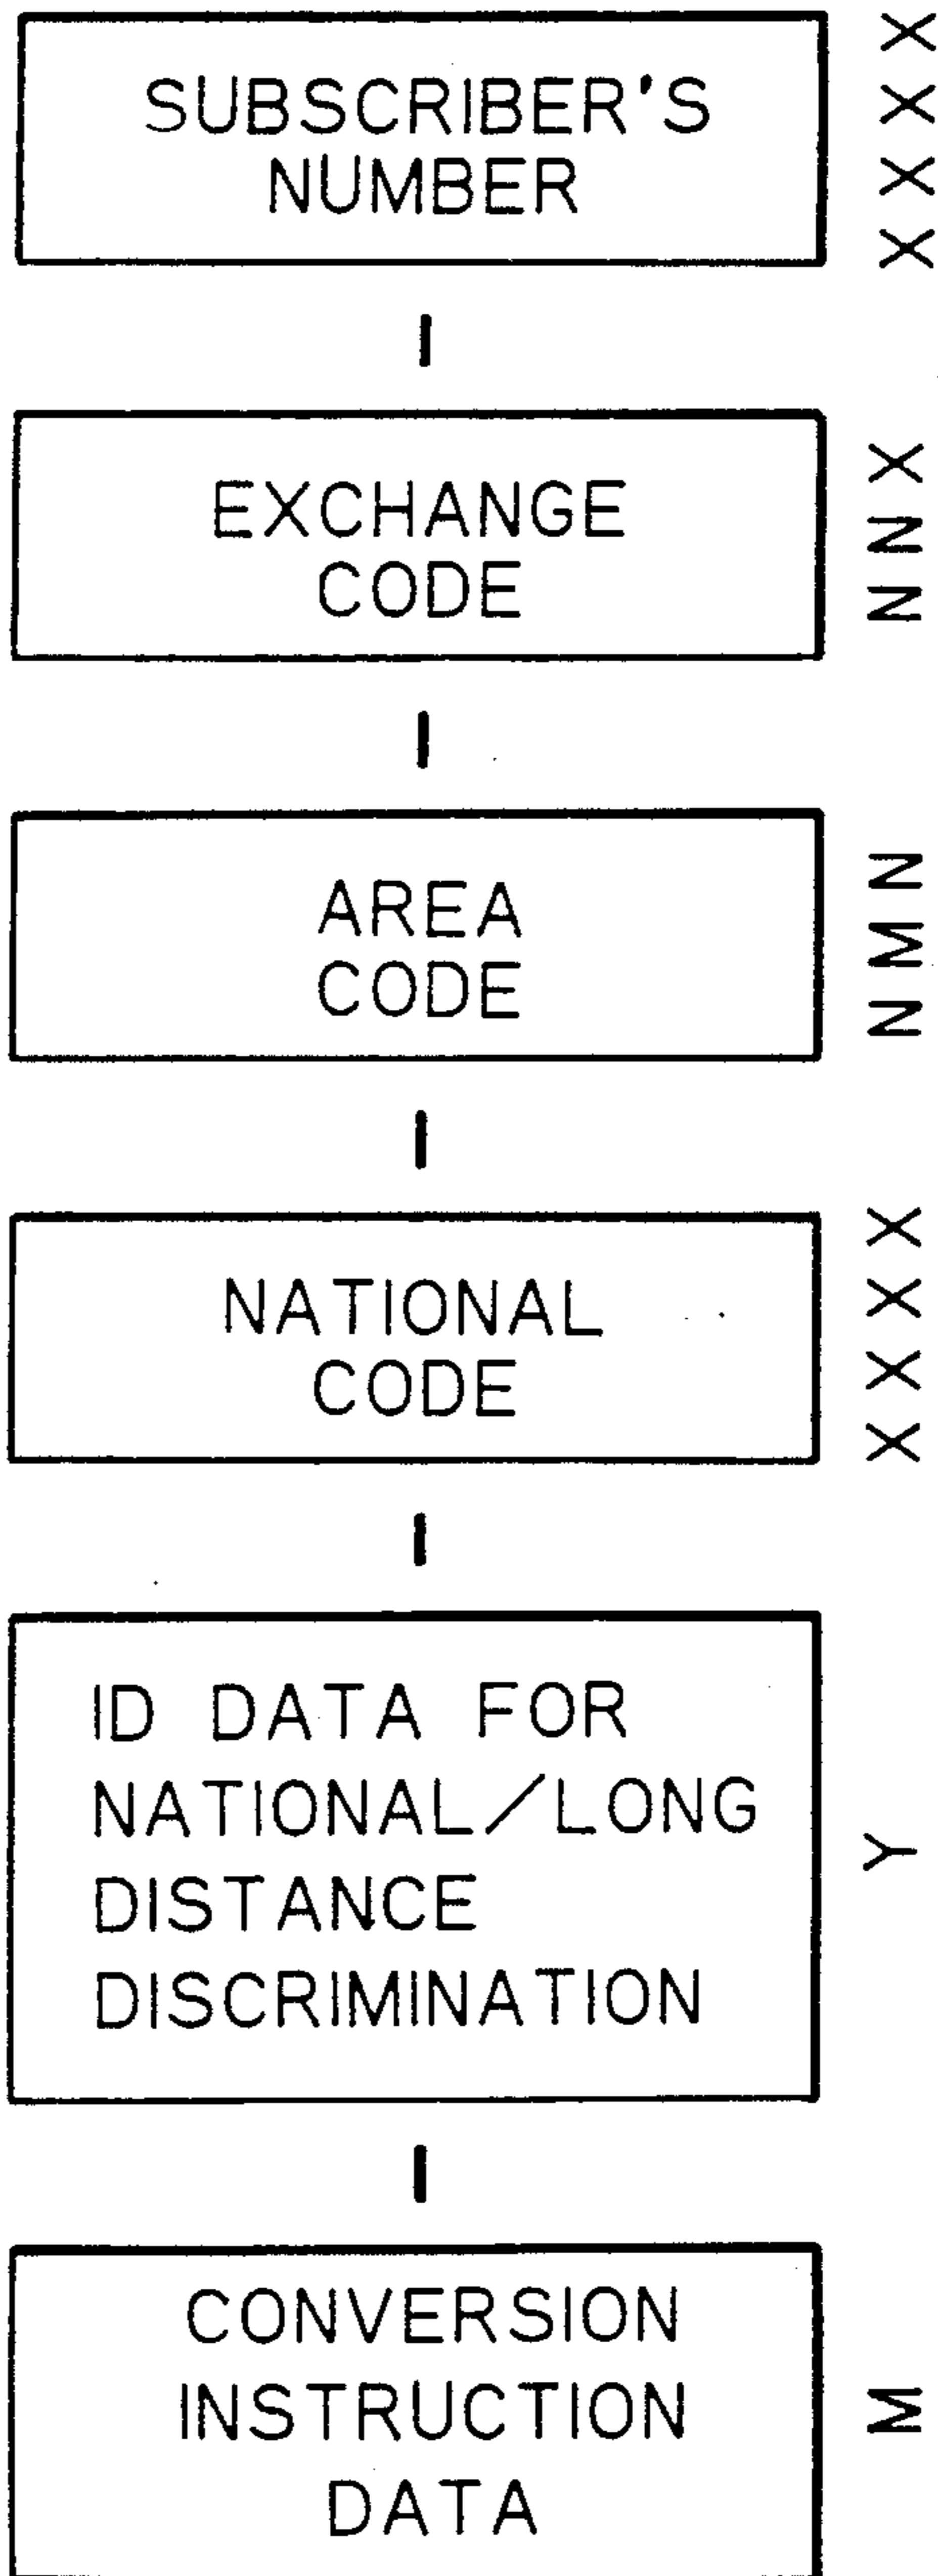 SUBSCRIBER'S
NUMBER
XXXX
EXCHANGE
CODE
NNX
AREA
CODE
NMN
NATIONAL
CODE
XXXX
ID DATA FOR
NATIONAL/LONG
DISTANCE
DISCRIMINATION
Y
CONVERSION
INSTRUCTION
DATA
M